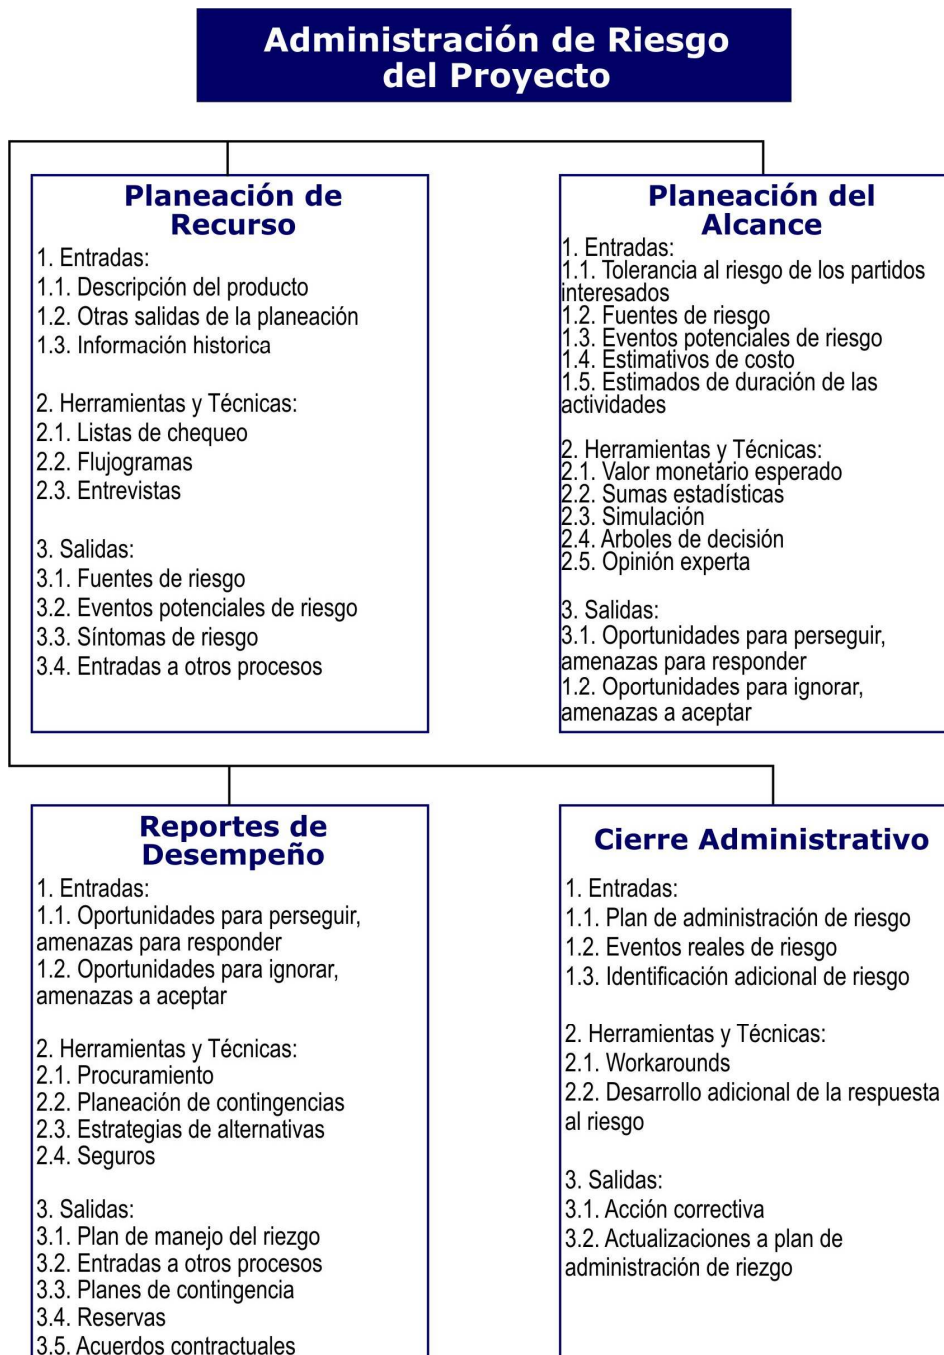 Administración de Riesgo
del Proyecto
Planeación de
Recurso
1. Entradas:
1.1. Descripción del producto
1.2. Otras salidas de la planeación
1.3. Información historica
2. Herramientas y Técnicas:
2.1. Listas de chequeo
2.2. Flujogramas
2.3. Entrevistas
3. Salidas:
3.1. Fuentes de riesgo
3.2. Eventos potenciales de riesgo
3.3. Síntomas de riesgo
3.4. Entradas a otros procesos
Planeación del
Alcance
1. Entradas:
1.1. Tolerancia al riesgo de los partidos
interesados
1.2. Fuentes de riesgo
1.3. Eventos potenciales de riesgo
1.4. Estimativos de costo
1.5. Estimados de duración de las
actividades
2. Herramientas y Técnicas:
2.1. Valor monetario esperado
2.2. Sumas estadísticas
2.3. Simulación
2.4. Arboles de decisión
2.5. Opinión experta
3. Salidas:
3.1. Oportunidades para perseguir,
amenazas para responder
1.2. Oportunidades para ignorar,
amenazas a aceptar
Reportes de
Desempeño
1. Entradas:
1.1. Oportunidades para perseguir,
amenazas para responder
1.2. Oportunidades para ignorar,
amenazas a aceptar
2. Herramientas y Técnicas:
2.1. Procuramiento
2.2. Planeación de contingencias
2.3. Estrategias de alternativas
2.4. Seguros
3. Salidas:
3.1. Plan de manejo del riezgo
3.2. Entradas a otros procesos
3.3. Planes de contingencia
3.4. Reservas
3.5. Acuerdos contractuales
Cierre Administrativo
1. Entradas:
1.1. Plan de administración de riesgo
1.2. Eventos reales de riesgo
1.3. Identificación adicional de riesgo
2. Herramientas y Técnicas:
2.1. Workarounds
2.2. Desarrollo adicional de la respuesta
al riesgo
3. Salidas:
3.1. Acción correctiva
3.2. Actualizaciones a plan de
administración de riezgo